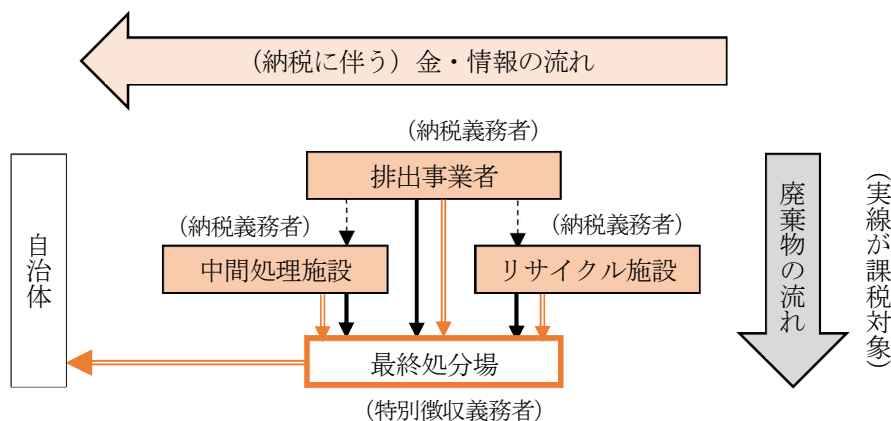 (納税に伴う）金・情報の流れ
(納税義務者)
排出事業者
(納税義務者)
(納税義務者)
中間処理施設
リサイクル施設
最終処分場
(特別徴収義務者)
自治体
廃棄物の流れ
(実線が課税対象)